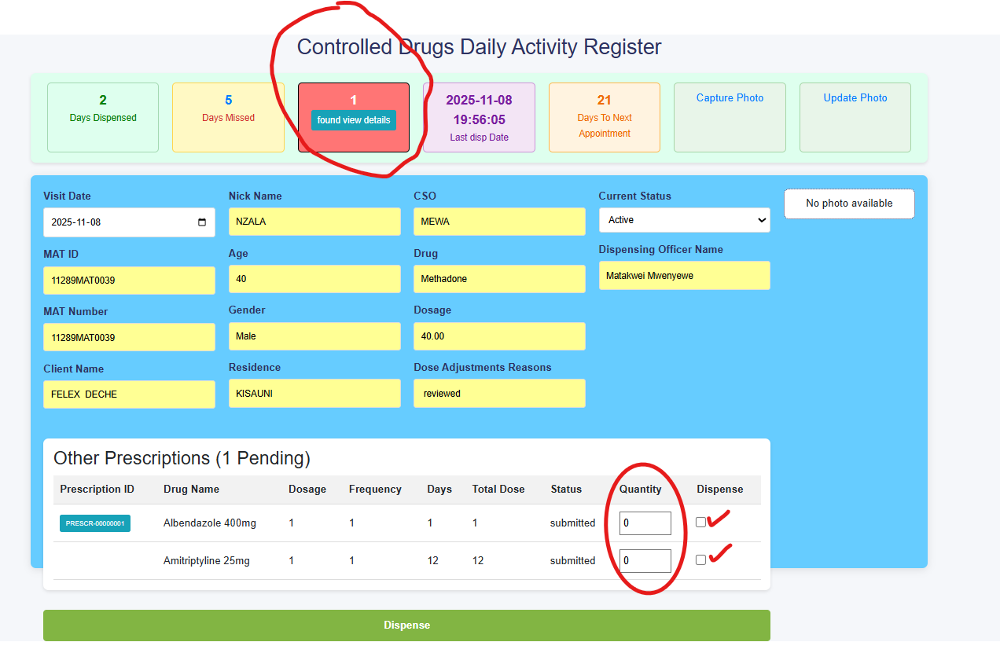 Controlled Drugs Daily Activity Register
2
Days Dispensed
5
Days Missed
1
found view details
2025-11-08
19:56:05
Last disp Date
21
Days To Next
Appointment
Capture Photo
Update Photo
Visit Date
2025-11-08
Nick Name
NZALA
CSO
MEWA
Current Status
Active
No photo available
MAT ID
11289MAT0039
Age
40
Drug
Methadone
Dispensing Officer Name
Matakwei Mwenyewe
MAT Number
11289MAT0039
Gender
Male
Dosage
40.00
Client Name
FELEX DECHE
Residence
KISAUNI
Dose Adjustments Reasons
reviewed
Other Prescriptions (1 Pending)
Prescription ID Drug Name Dosage Frequency Days Total Dose Status Quantity Dispense
PRESCR-00000001 Albendazole 400mg 1 1 1 1 submitted 0
Amitriptyline 25mg 1 1 12 12 submitted 0
Dispense